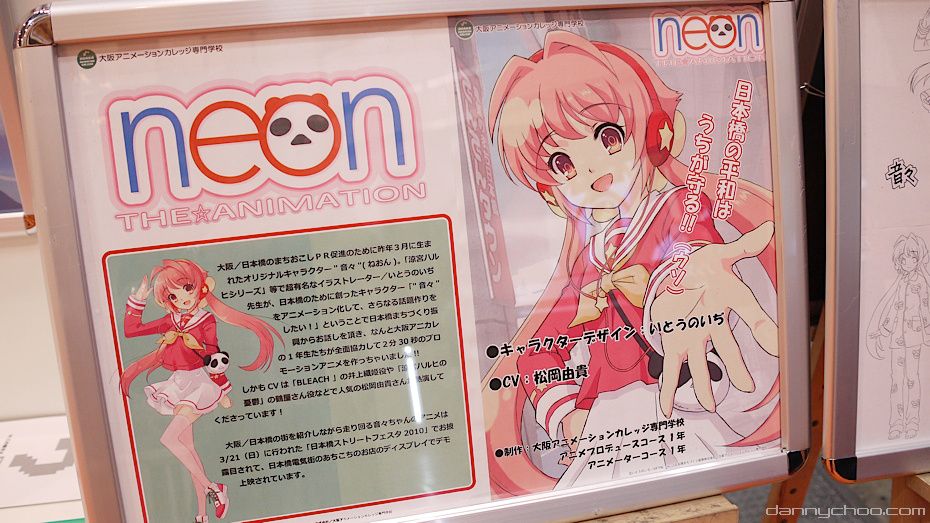 大阪アニメーションカレッジ専門学校
neon
THE☆ANIMATION
大阪/日本橋のまちおこしPR促進のために昨年3月に生ま
れたオリジナルキャラクター"音々"(ねおん)。「涼宮ハル
ヒシリーズ」等で超有名なイラストレーター/いとうのいぢ
先生が、日本橋のために創ったキャラクター「"音々"
をアニメーション化して、さらなる話題作りを
したい!」ということで日本橋まちづくり振
興からお話しを頂き、なんと大阪アニカレ
の1年生たちが全面協力して2分30秒のプロ
モーションアニメを作っちゃいました!!
しかもCVは「BLEACH」の井上織姫役や「涼宮ハルヒの
憂鬱」の鶴屋さん役などで人気の松岡由貴さんが熱演して
くださっています!
大阪/日本橋の街を紹介しながら走り回る音々ちゃんのアニメは
3/21(日)に行われた「日本橋ストリートフェスタ2010」でお披
露目されて、日本橋電気街のあちこちのお店のディスプレイでデモ
上映されています。
大阪アニメーションカレッジ専門学校
neon
THE☆ANIMATION
日本橋の平和は
うちが守る!!(ウソ)
●キャラクターデザイン:いとうのいぢ
●CV:松岡由貴
●制作:大阪アニメーションカレッジ専門学校
アニメプロデュースコース1年
アニメーターコース1年
音々
dannychoo.com